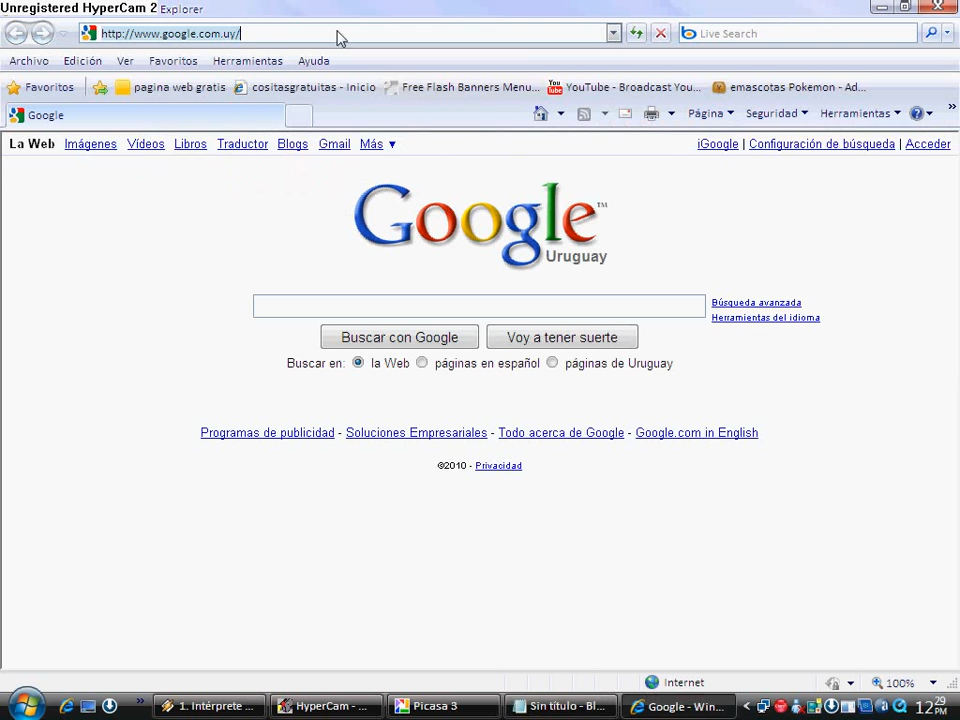 Unregistered HyperCam 2 Explorer
http://www.google.com.uy/
Live Search
Archivo Edición Ver Favoritos Herramientas Ayuda
Favoritos pagina web gratis cositasgratuitas - Inicio Free Flash Banners Menu... YouTube - Broadcast You... emascotas Pokemon - Ad...
Google Página Seguridad Herramientas
La Web Imágenes Vídeos Libros Traductor Blogs Gmail Más ▼ iGoogle | Configuración de búsqueda | Acceder
Google™
Uruguay
Búsqueda avanzada
Herramientas del idioma
Buscar con Google Voy a tener suerte
Buscar en: la Web páginas en español páginas de Uruguay
Programas de publicidad - Soluciones Empresariales - Todo acerca de Google - Google.com in English
©2010 - Privacidad
Internet 100%
1. Intérprete ... HyperCam - ... Picasa 3 Sin título - Bl... Google - Win... 12:29 PM